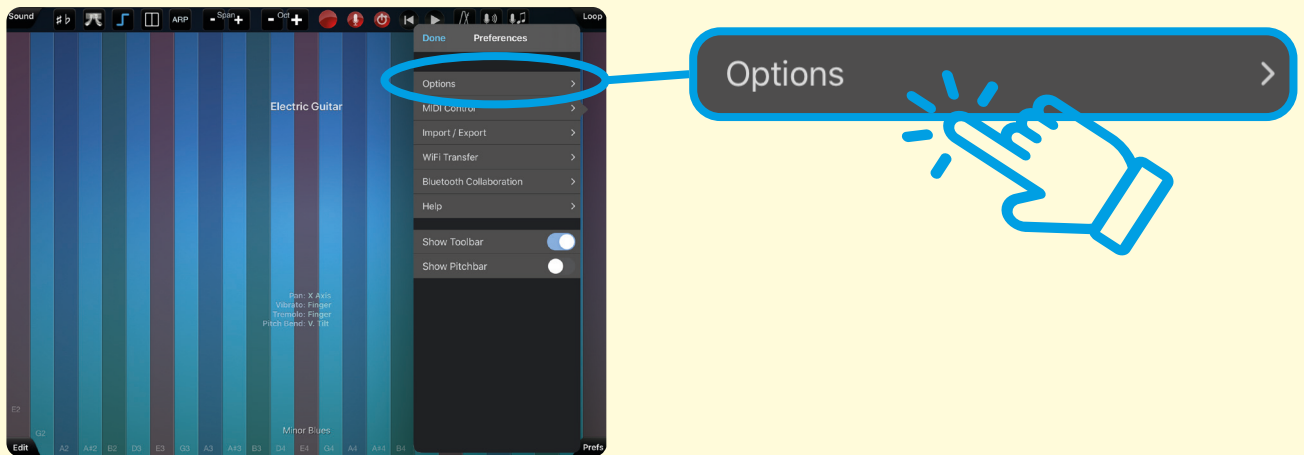 Sound
♯♭
ARP
- Span +
- Oct +
Loop
Done Preferences
Options >
MIDI Control >
Import / Export >
WiFi Transfer >
Bluetooth Collaboration >
Help >
Show Toolbar
Show Pitchbar
Electric Guitar
Pan: X Axis
Vibrato: Finger
Tremolo: Finger
Pitch Bend: V. Tilt
Minor Blues
E2 G2 A2 A#2 B2 D3 E3 G3 A3 A#3 B3 D4 E4 G4 A4 A#4 B4
Edit
Prefs
Options >